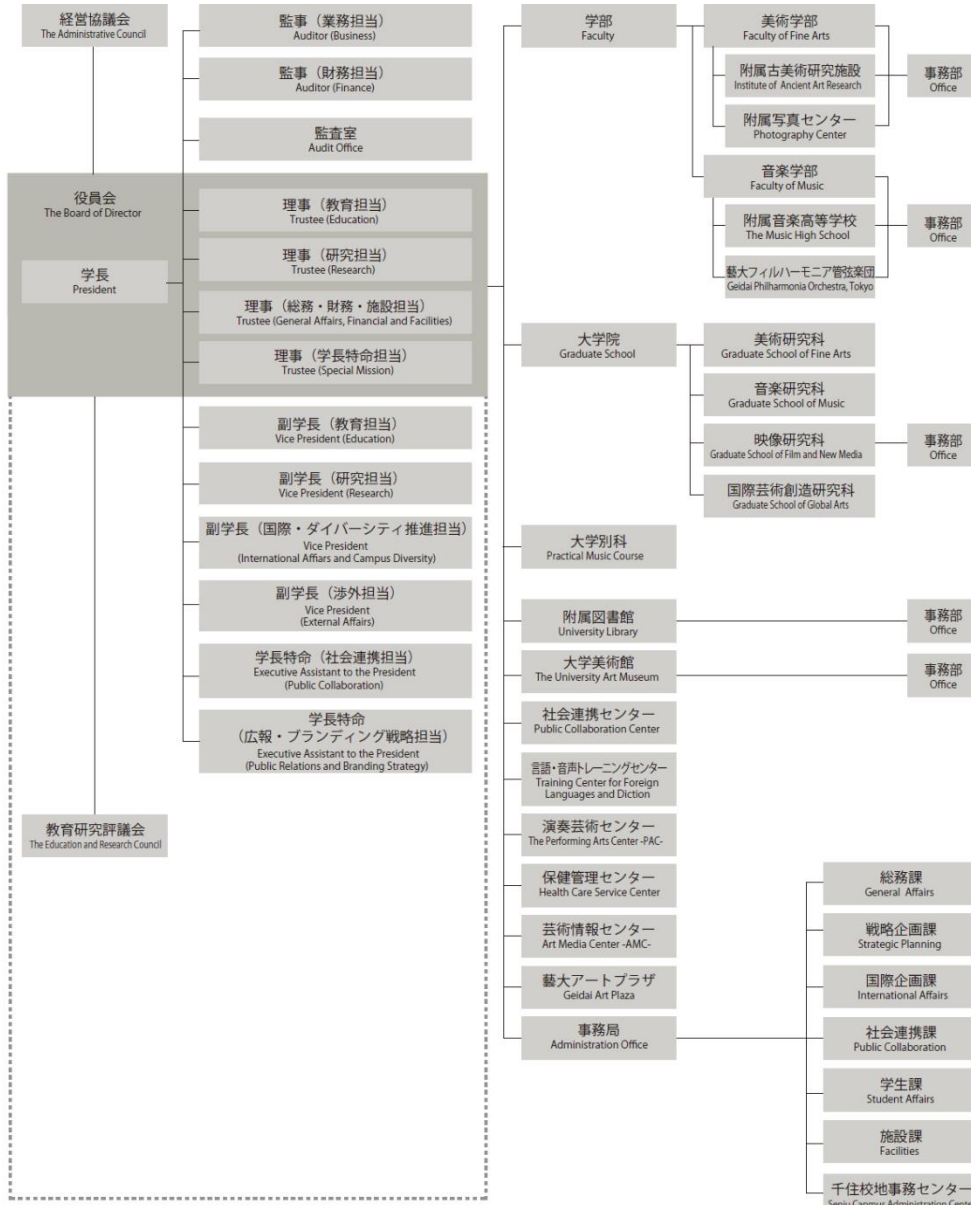 経営協議会
The Administrative Council
役員会
The Board of Director
学長
President
教育研究評議会
The Education and Research Council
監事（業務担当）
Auditor (Business)
監事（財務担当）
Auditor (Finance)
監査室
Audit Office
理事（教育担当）
Trustee (Education)
理事（研究担当）
Trustee (Research)
理事（総務・財務・施設担当）
Trustee (General Affairs, Financial and Facilities)
理事（学長特命担当）
Trustee (Special Mission)
副学長（教育担当）
Vice President (Education)
副学長（研究担当）
Vice President (Research)
副学長（国際・ダイバーシティ推進担当）
Vice President
(International Affiars and Campus Diversity)
副学長（渉外担当）
Vice President
(External Affairs)
学長特命（社会連携担当）
Executive Assistant to the President
(Public Collaboration)
学長特命
（広報・ブランディング戦略担当）
Executive Assistant to the President
(Public Relations and Branding Strategy)
学部
Faculty
美術学部
Faculty of Fine Arts
附属古美術研究施設
Institute of Ancient Art Research
附属写真センター
Photography Center
事務部
Office
音楽学部
Faculty of Music
附属音楽高等学校
The Music High School
藝大フィルハーモニア管弦楽団
Geidai Philharmonia Orchestra, Tokyo
事務部
Office
大学院
Graduate School
美術研究科
Graduate School of Fine Arts
音楽研究科
Graduate School of Music
映像研究科
Graduate School of Film and New Media
事務部
Office
国際芸術創造研究科
Graduate School of Global Arts
大学別科
Practical Music Course
附属図書館
University Library
事務部
Office
大学美術館
The University Art Museum
事務部
Office
社会連携センター
Public Collaboration Center
言語・音声トレーニングセンター
Training Center for Foreign
Languages and Diction
演奏芸術センター
The Performing Arts Center -PAC-
保健管理センター
Health Care Service Center
芸術情報センター
Art Media Center -AMC-
藝大アートプラザ
Geidai Art Plaza
事務局
Administration Office
総務課
General Affairs
戦略企画課
Strategic Planning
国際企画課
International Affairs
社会連携課
Public Collaboration
学生課
Student Affairs
施設課
Facilities
千住校地事務センター